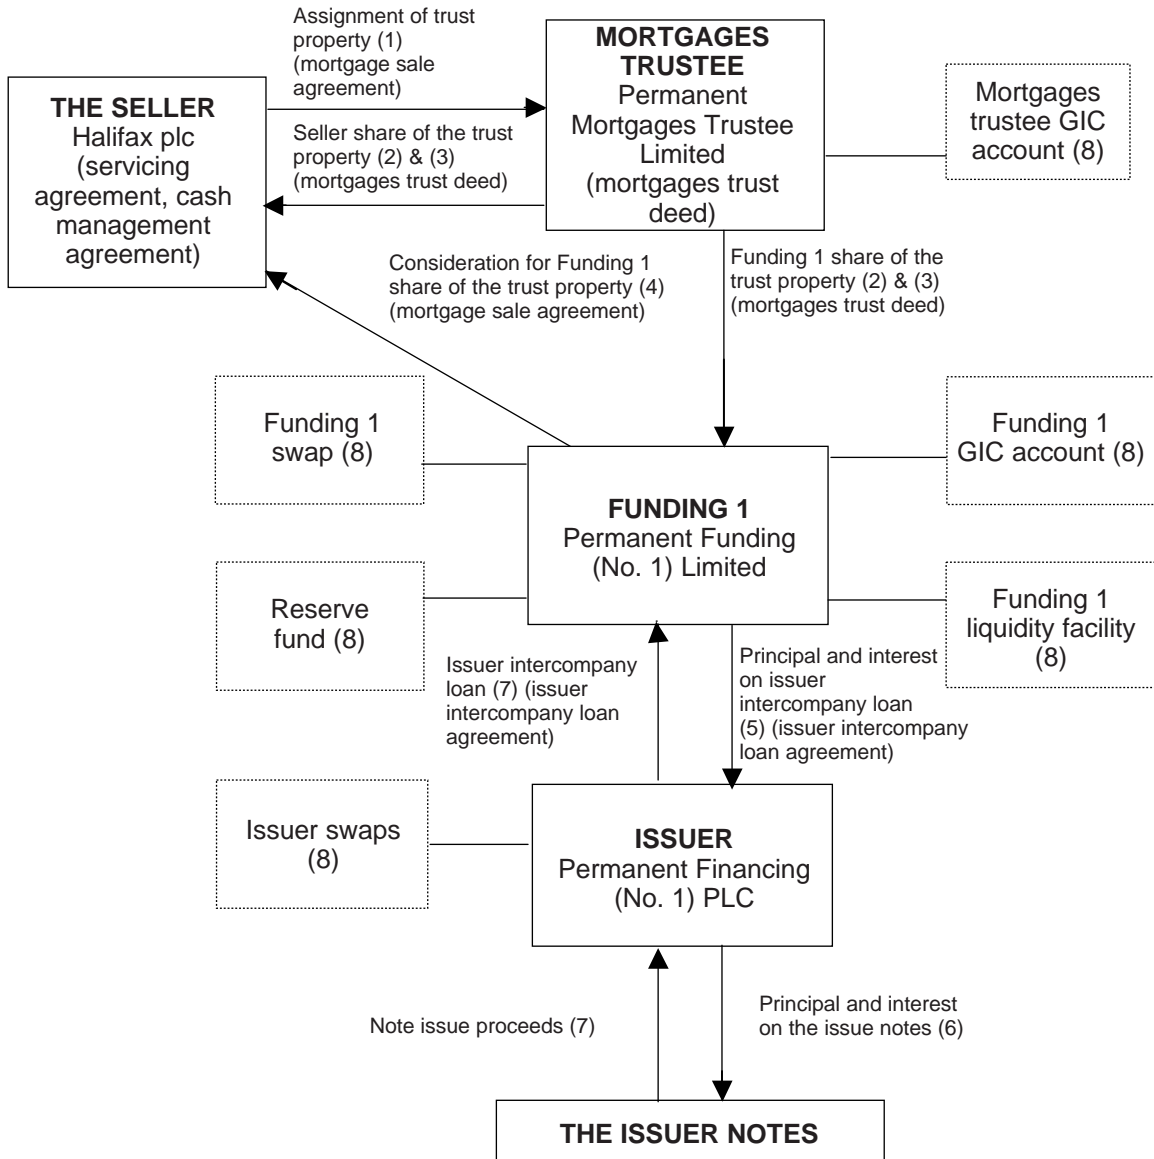 Assignment of trust
property (1)
(mortgage sale
agreement)
MORTGAGES
TRUSTEE
Permanent
Mortgages Trustee
Limited
(mortgages trust
deed)
Mortgages
trustee GIC
account (8)
THE SELLER
Halifax plc
(servicing
agreement, cash
management
agreement)
Seller share of the trust
property (2) & (3)
(mortgages trust deed)
Consideration for Funding 1
share of the trust property (4)
(mortgage sale agreement)
Funding 1 share of the
trust property (2) & (3)
(mortgages trust deed)
Funding 1
swap (8)
Funding 1
GIC account (8)
FUNDING 1
Permanent Funding
(No. 1) Limited
Reserve
fund (8)
Funding 1
liquidity facility
(8)
Issuer intercompany
loan (7) (issuer
intercompany loan
agreement)
Principal and interest
on issuer
intercompany loan
(5) (issuer intercompany
loan agreement)
Issuer swaps
(8)
ISSUER
Permanent Financing
(No. 1) PLC
Note issue proceeds (7)
Principal and interest
on the issue notes (6)
THE ISSUER NOTES